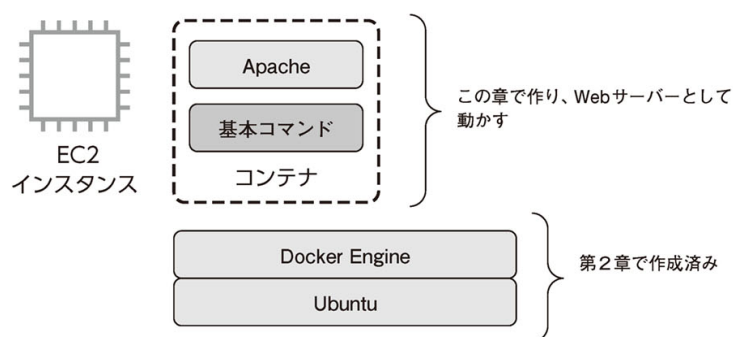 EC2
インスタンス
Apache
基本コマンド
コンテナ
この章で作り、Webサーバーとして
動かす
Docker Engine
Ubuntu
第2章で作成済み